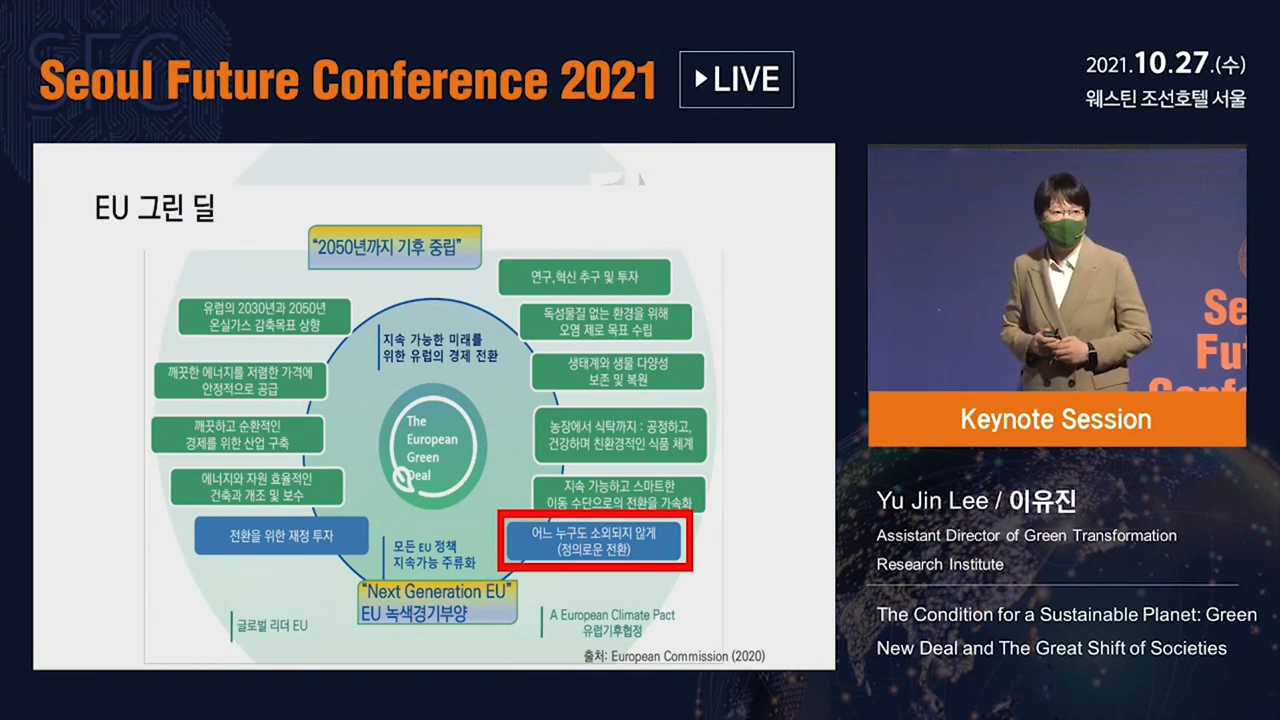 SFC
Seoul Future Conference 2021
LIVE
2021.10.27.(수)
웨스틴 조선호텔 서울
EU 그린 딜
“2050년까지 기후 중립”
유럽의 2030년과 2050년
온실가스 감축목표 상향
깨끗한 에너지를 저렴한 가격에
안정적으로 공급
깨끗하고 순환적인
경제를 위한 산업 구축
에너지와 자원 효율적인
건축과 개조 및 보수
전환을 위한 재정 투자
지속 가능한 미래를
위한 유럽의 경제 전환
The
European
Green
Deal
모든 EU 정책
지속가능 주류화
연구,혁신 추구 및 투자
독성물질 없는 환경을 위해
오염 제로 목표 수립
생태계와 생물 다양성
보존 및 복원
농장에서 식탁까지 : 공정하고,
건강하며 친환경적인 식품 체계
지속 가능하고 스마트한
이동 수단으로의 전환을 가속화
어느 누구도 소외되지 않게
(정의로운 전환)
“Next Generation EU”
EU 녹색경기부양
글로벌 리더 EU
A European Climate Pact
유럽기후협정
출처: European Commission (2020)
Se
Fu
Confe
Keynote Session
Yu Jin Lee / 이유진
Assistant Director of Green Transformation
Research Institute
The Condition for a Sustainable Planet: Green
New Deal and The Great Shift of Societies